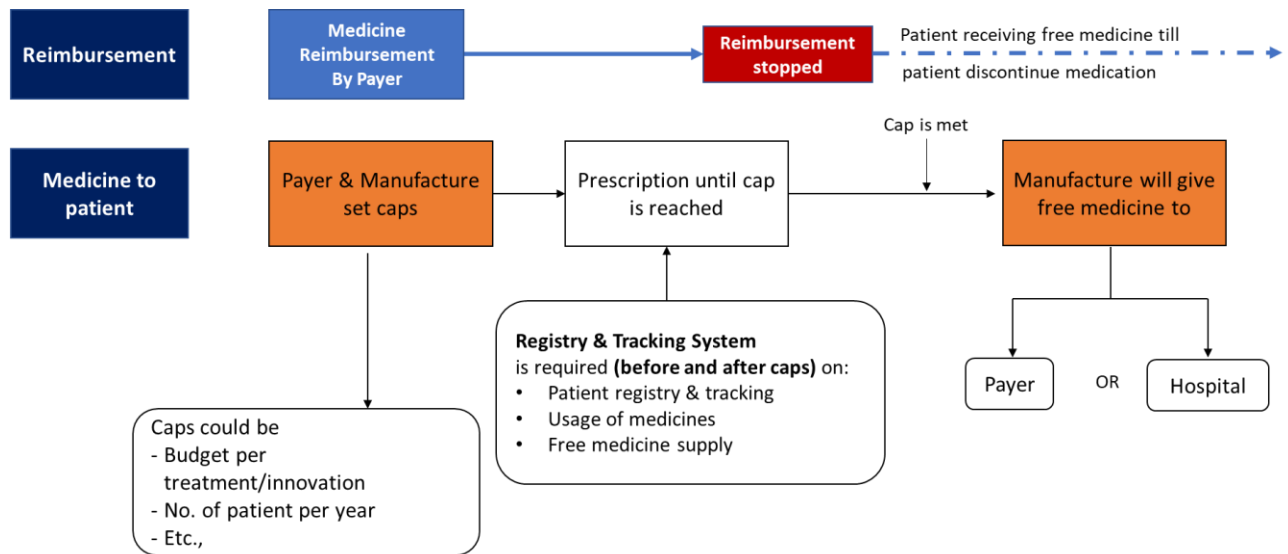 Reimbursement
Medicine
Reimbursement
By Payer
Reimbursement
stopped
Patient receiving free medicine till
patient discontinue medication
Medicine to
patient
Payer & Manufacture
set caps
Prescription until cap
is reached
Cap is met
Manufacture will give
free medicine to
Caps could be
- Budget per
treatment/innovation
- No. of patient per year
- Etc.,
Registry & Tracking System
is required (before and after caps) on:
• Patient registry & tracking
• Usage of medicines
• Free medicine supply
Payer
OR
Hospital